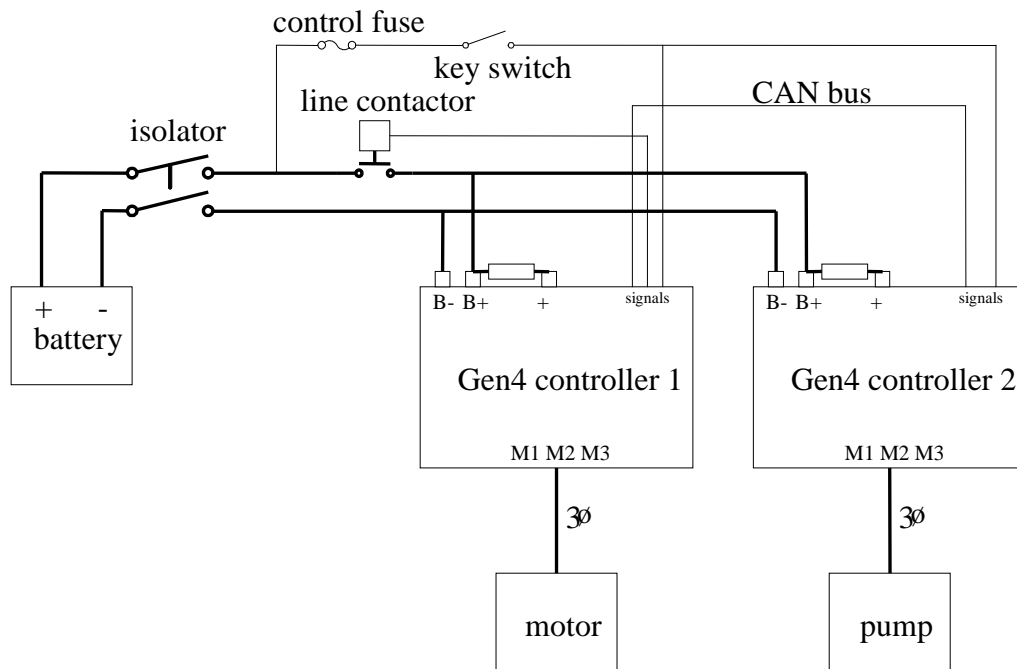 control fuse
key switch
line contactor
CAN bus
isolator
B- B+ + signals
B- B+ + signals
+ -
battery
Gen4 controller 1
Gen4 controller 2
M1 M2 M3
M1 M2 M3
3ø
3ø
motor
pump